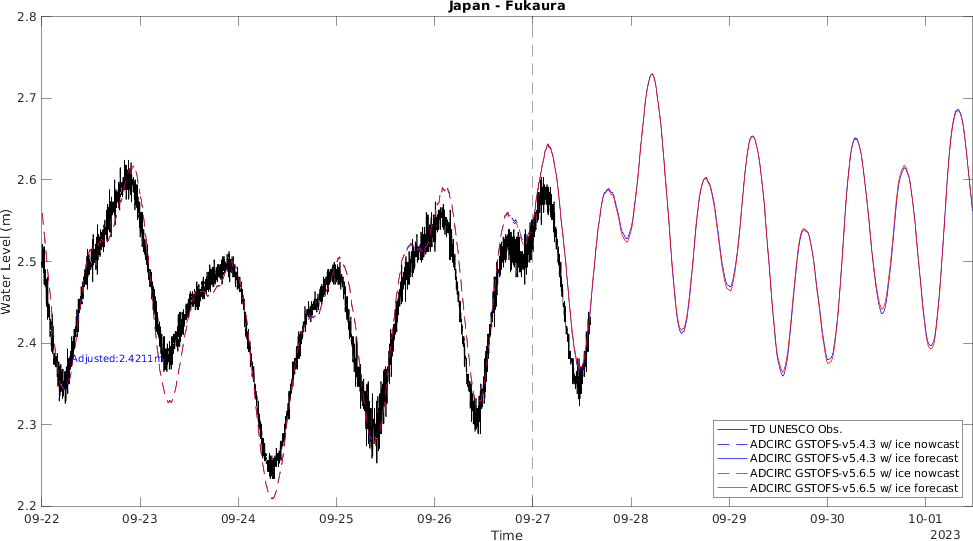 Japan - Fukaura
2.8
2.7
2.6
2.5
2.4
2.3
2.2
Water Level (m)
Adjusted:2.4211m
TD UNESCO Obs.
ADCIRC GSTOFS-v5.4.3 w/ ice nowcast
ADCIRC GSTOFS-v5.4.3 w/ ice forecast
ADCIRC GSTOFS-v5.6.5 w/ ice nowcast
ADCIRC GSTOFS-v5.6.5 w/ ice forecast
09-22 09-23 09-24 09-25 09-26 09-27 09-28 09-29 09-30 10-01
Time
2023